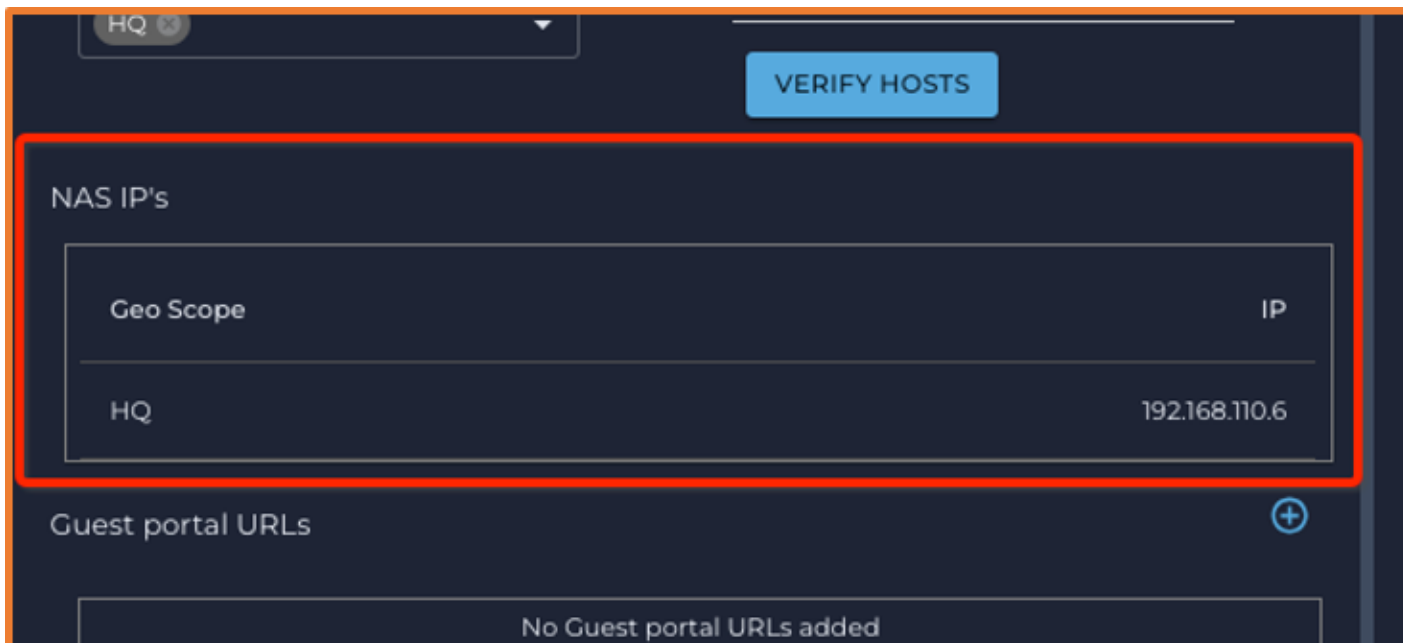 HQ
VERIFY HOSTS
NAS IP's
Geo Scope IP
HQ 192.168.110.6
Guest portal URLs
No Guest portal URLs added